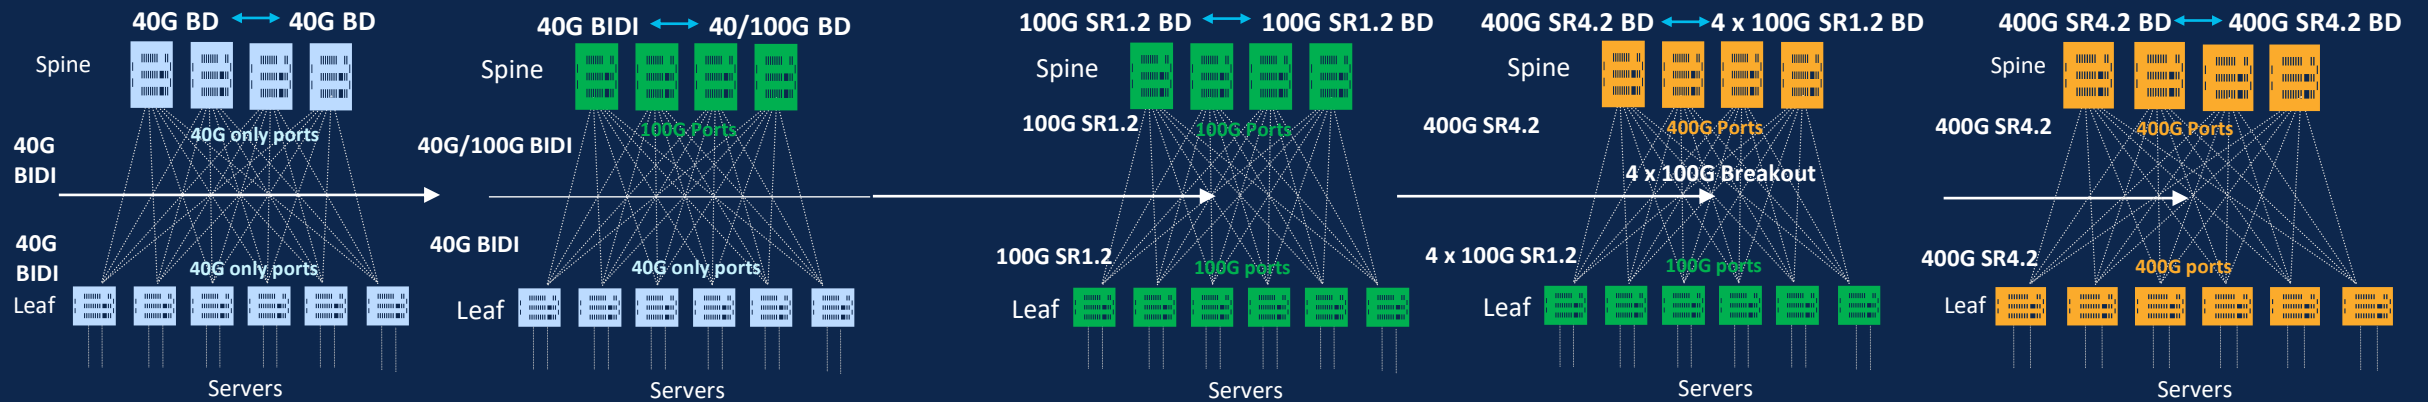 40G BD 40G BD
Spine
40G only ports
40G
BIDI
40G
BIDI
40G only ports
Leaf
Servers
40G BIDI 40/100G BD
Spine
100G Ports
40G/100G BIDI
40G BIDI
40G only ports
Leaf
Servers
100G SR1.2 BD 100G SR1.2 BD
Spine
100G SR1.2
100G Ports
100G SR1.2
100G ports
Leaf
Servers
400G SR4.2 BD 4 x 100G SR1.2 BD
Spine
400G SR4.2
400G Ports
4 x 100G Breakout
4 x 100G SR1.2
100G ports
Leaf
Servers
400G SR4.2 BD 400G SR4.2 BD
Spine
400G SR4.2
400G Ports
400G SR4.2
400G ports
Leaf
Servers